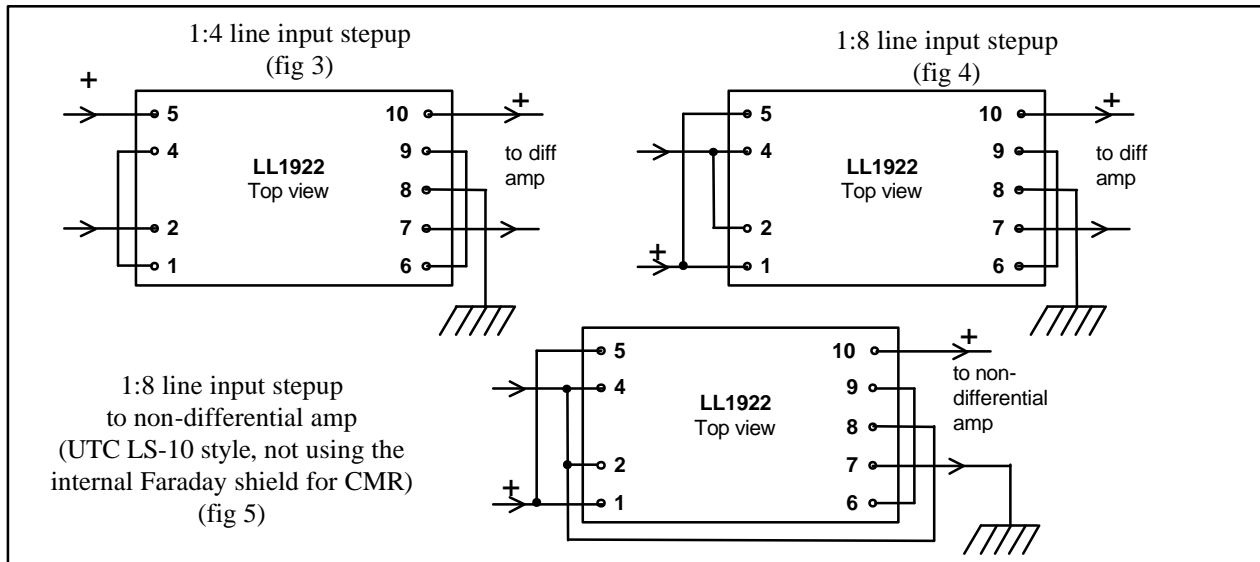 1:4 line input stepup
(fig 3)
+
5
4
2
1
LL1922
Top view
10
9
8
7
6
+
to diff
amp
1:8 line input stepup
(fig 4)
5
4
2
+
1
LL1922
Top view
10
9
8
7
6
+
to diff
amp
1:8 line input stepup
to non-differential amp
(UTC LS-10 style, not using the
internal Faraday shield for CMR)
(fig 5)
5
4
2
+
1
LL1922
Top view
10
9
8
7
6
+
to non-
differential
amp